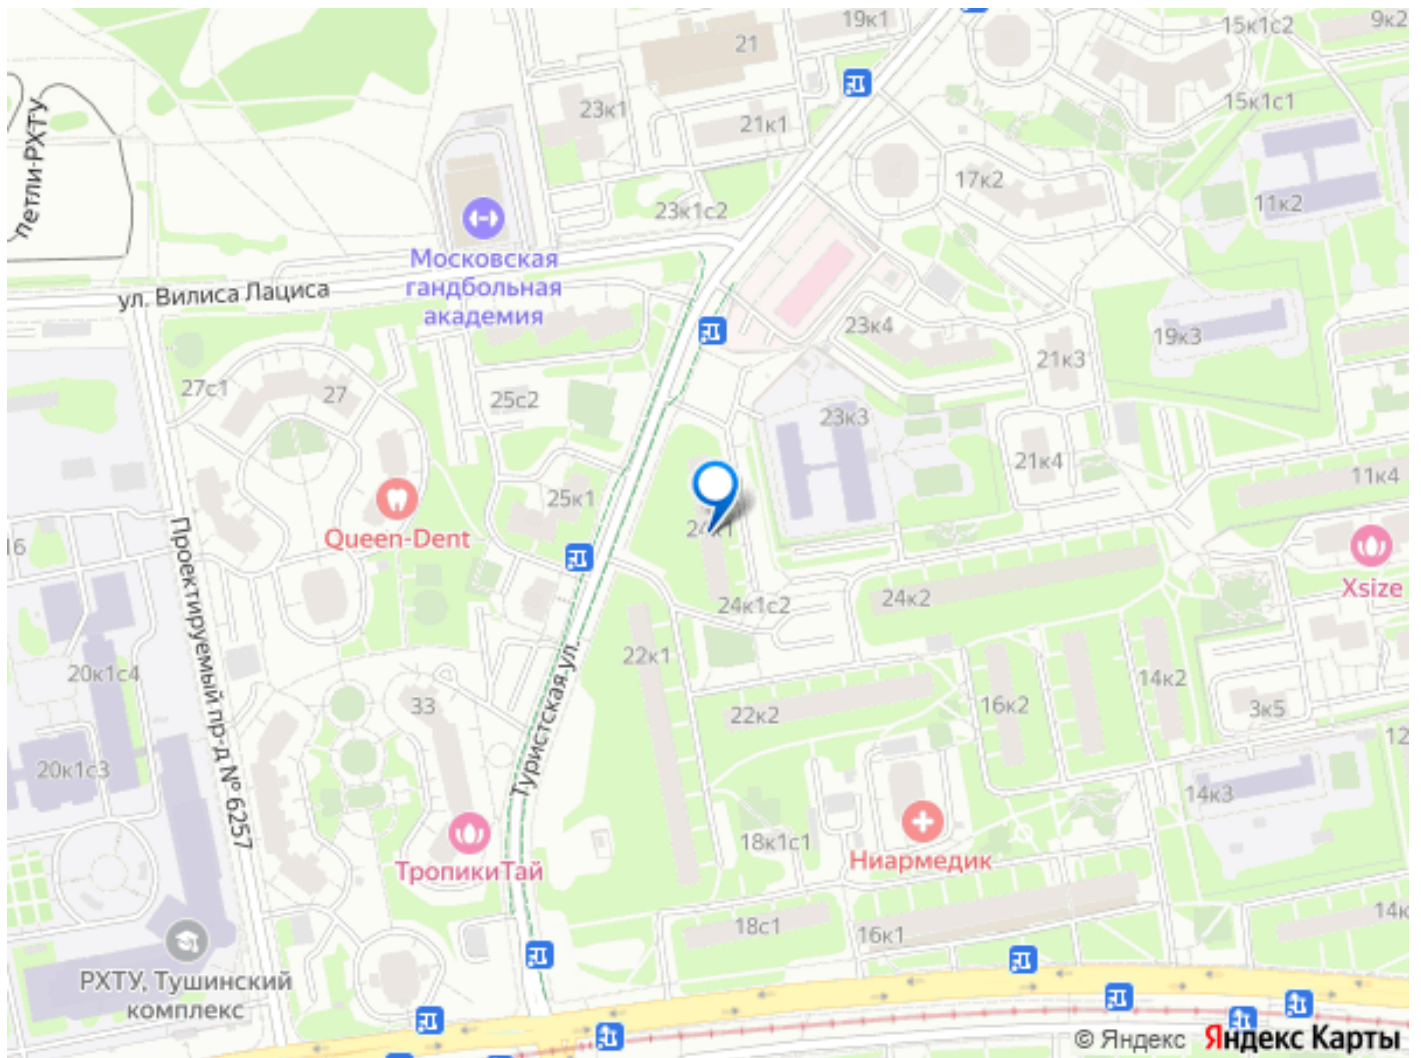 19к1
15к1с2
9к2
21
23к1
21к1
15к1с1
Петли-РХТУ
17к2
11к2
23к1с2
Московская
гандбольная
академия
ул. Вилиса Лациса
23к4
19к3
21к3
27с1
27
25с2
23к3
21к4
11к4
25к1
24к1
Queen-Dent
16
Xsize
24к1с2
24к2
22к1
20к1с4
14к2
33
22к2
16к2
3к5
Туристская ул.
Проектируемый пр-д № 6257
12
20к1с3
14к3
18к1с1
Ниармедик
ТропикиТай
18с1
16к1
14к
РХТУ, Тушинский
комплекс
© Яндекс Яндекс Карты